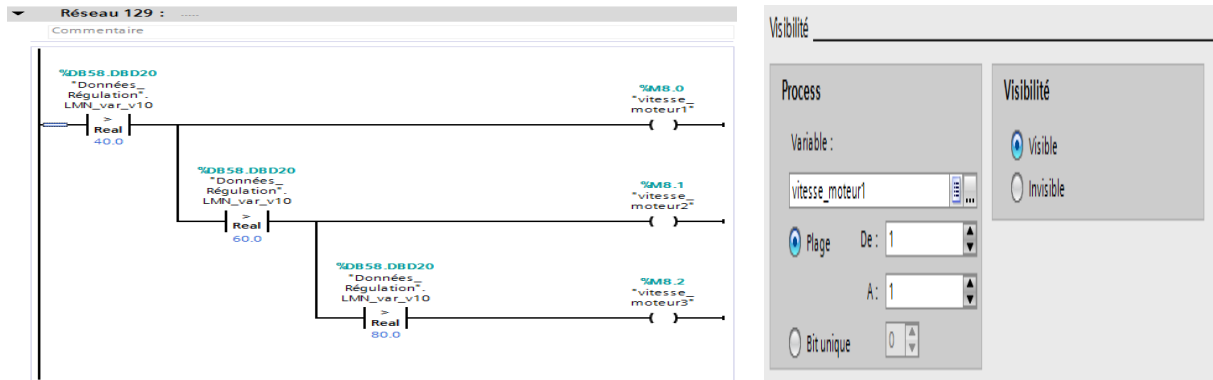 Réseau 129 : .....
Commentaire
%DB58.DBD20
"Données_
Régulation".
LMN_var_v10
>
Real
40.0
%M8.0
"vitesse_
moteur1"
( )
%DB58.DBD20
"Données_
Régulation".
LMN_var_v10
>
Real
60.0
%M8.1
"vitesse_
moteur2"
( )
%DB58.DBD20
"Données_
Régulation".
LMN_var_v10
>
Real
80.0
%M8.2
"vitesse_
moteur3"
( )
Visibilité
Process
Variable :
vitesse_moteur1
...
Plage De : 1
A : 1
Bit unique 0
Visibilité
Visible
Invisible